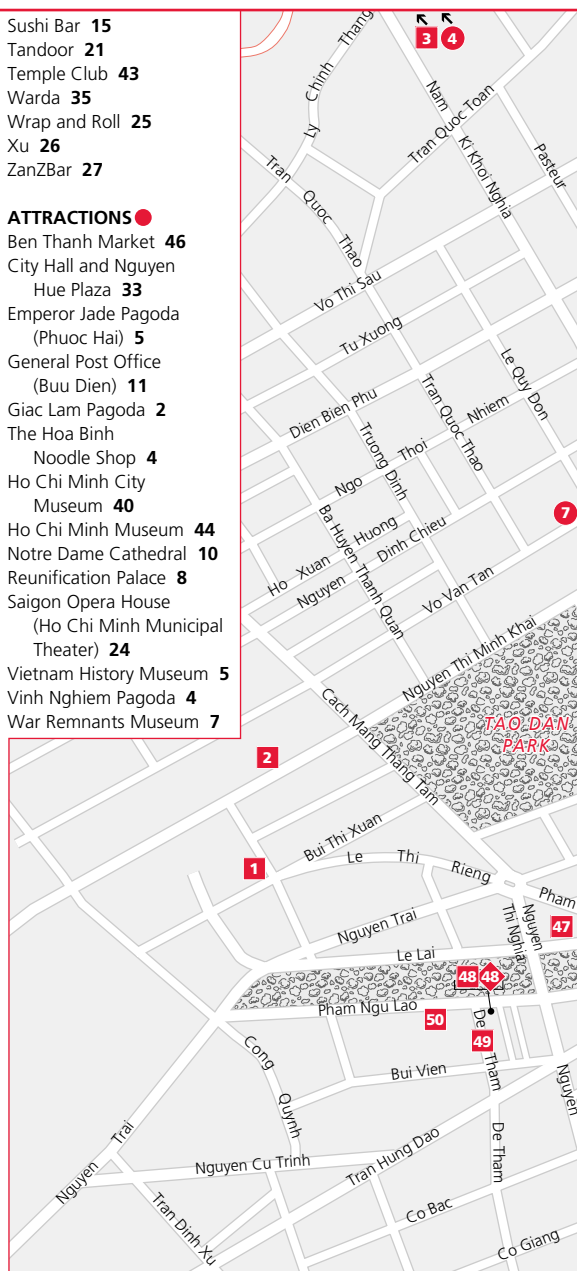 Sushi Bar 15
Tandoor 21
Temple Club 43
Warda 35
Wrap and Roll 25
Xu 26
ZanZBar 27
ATTRACTIONS
Ben Thanh Market 46
City Hall and Nguyen
Hue Plaza 33
Emperor Jade Pagoda
(Phuoc Hai) 5
General Post Office
(Buu Dien) 11
Giac Lam Pagoda 2
The Hoa Binh
Noodle Shop 4
Ho Chi Minh City
Museum 40
Ho Chi Minh Museum 44
Notre Dame Cathedral 10
Reunification Palace 8
Saigon Opera House
(Ho Chi Minh Municipal
Theater) 24
Vietnam History Museum 5
Vinh Nghiem Pagoda 4
War Remnants Museum 7
3
4
Ly Chinh Thang
Nam Ki Khoi Nghia
Tran Quoc Toan
Pasteur
Tran Quoc Thao
Vo Thi Sau
Tu Xuong
Le Quy Don
Dien Bien Phu
Tran Quoc Thao
Truong Dinh
Ngo Thoi Nhiem
7
Ba Huyen Thanh Quan
Ho Xuan Huong
Nguyen Dinh Chieu
Vo Van Tan
Nguyen Thi Minh Khai
Cach Mang Thang Tam
TAO DAN
PARK
2
Bui Thi Xuan
1
Le Thi Rieng
Pham
Nguyen Trai
Nguyen
Thi Nghia
47
Le Lai
48
48
Pham Ngu Lao
50
De Tham
49
Cong Quynh
Bui Vien
Nguyen
Nguyen Trai
Nguyen Cu Trinh
Tran Hung Dao
De Tham
Tran Dinh Xu
Co Bac
Co Giang